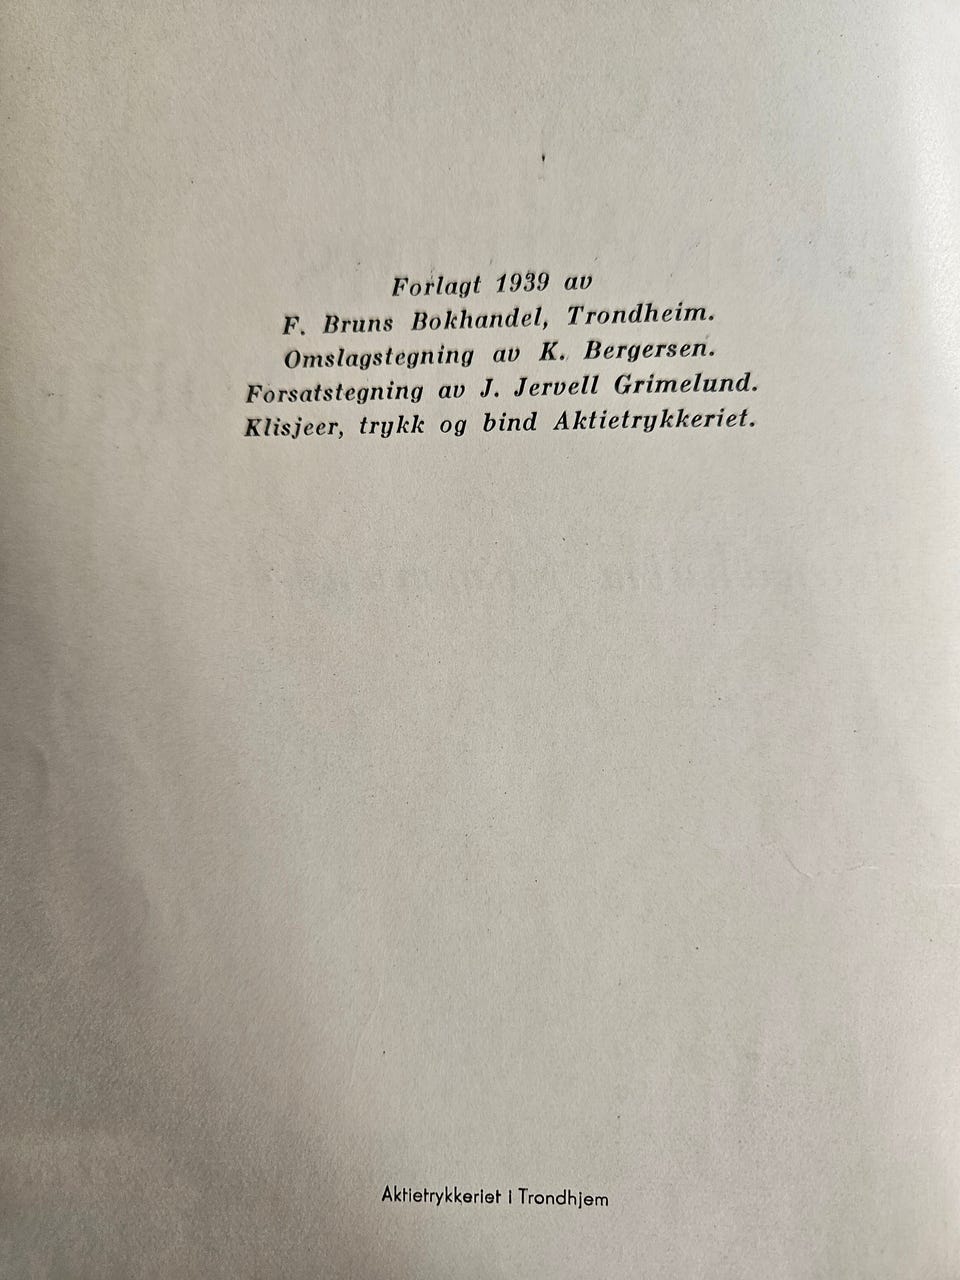 Forlagt 1939 av
F. Bruns Bokhandel, Trondheim.
Omslagstegning av K. Bergersen.
Forsatstegning av J. Jervell Grimelund.
Klisjeer, trykk og bind Aktietrykkeriet.
Aktietrykkeriet i Trondhjem